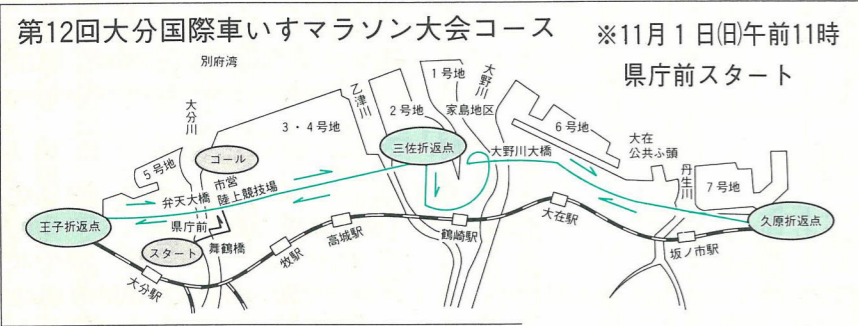 第12回大分国際車いすマラソン大会コース
※11月1日(日)午前11時
県庁前スタート
別府湾
大分川
5号地
ゴール
3・4号地
乙津川
2号地
1号地
大野川
家島地区
6号地
大在
公共ふ頭
丹生川
7号地
三佐折返点
大野川大橋
弁天大橋
市営
陸上競技場
王子折返点
県庁前
スタート
舞鶴橋
大分駅
牧駅
高城駅
鶴崎駅
大在駅
坂ノ市駅
久原折返点